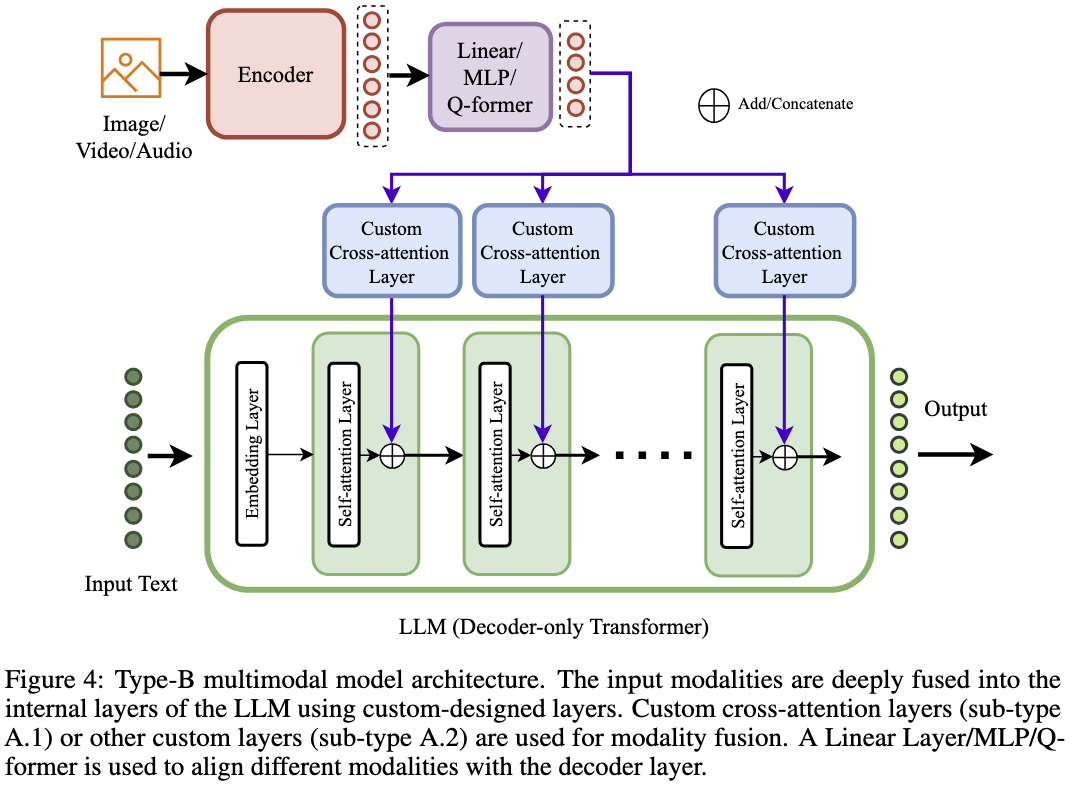 Image/
Video/Audio
Encoder
Linear/
MLP/
Q-former
Add/Concatenate
Custom
Cross-attention
Layer
Custom
Cross-attention
Layer
Custom
Cross-attention
Layer
Input Text
Embedding Layer
Self-attention Layer
Self-attention Layer
Self-attention Layer
Output
LLM (Decoder-only Transformer)
Figure 4: Type-B multimodal model architecture. The input modalities are deeply fused into the
internal layers of the LLM using custom-designed layers. Custom cross-attention layers (sub-type
A.1) or other custom layers (sub-type A.2) are used for modality fusion. A Linear Layer/MLP/Q-
former is used to align different modalities with the decoder layer.